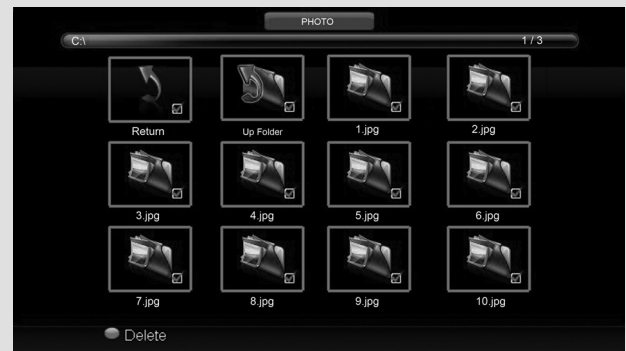 PHOTO
C:\ 1 / 3
Return Up Folder 1.jpg 2.jpg
3.jpg 4.jpg 5.jpg 6.jpg
7.jpg 8.jpg 9.jpg 10.jpg
Delete